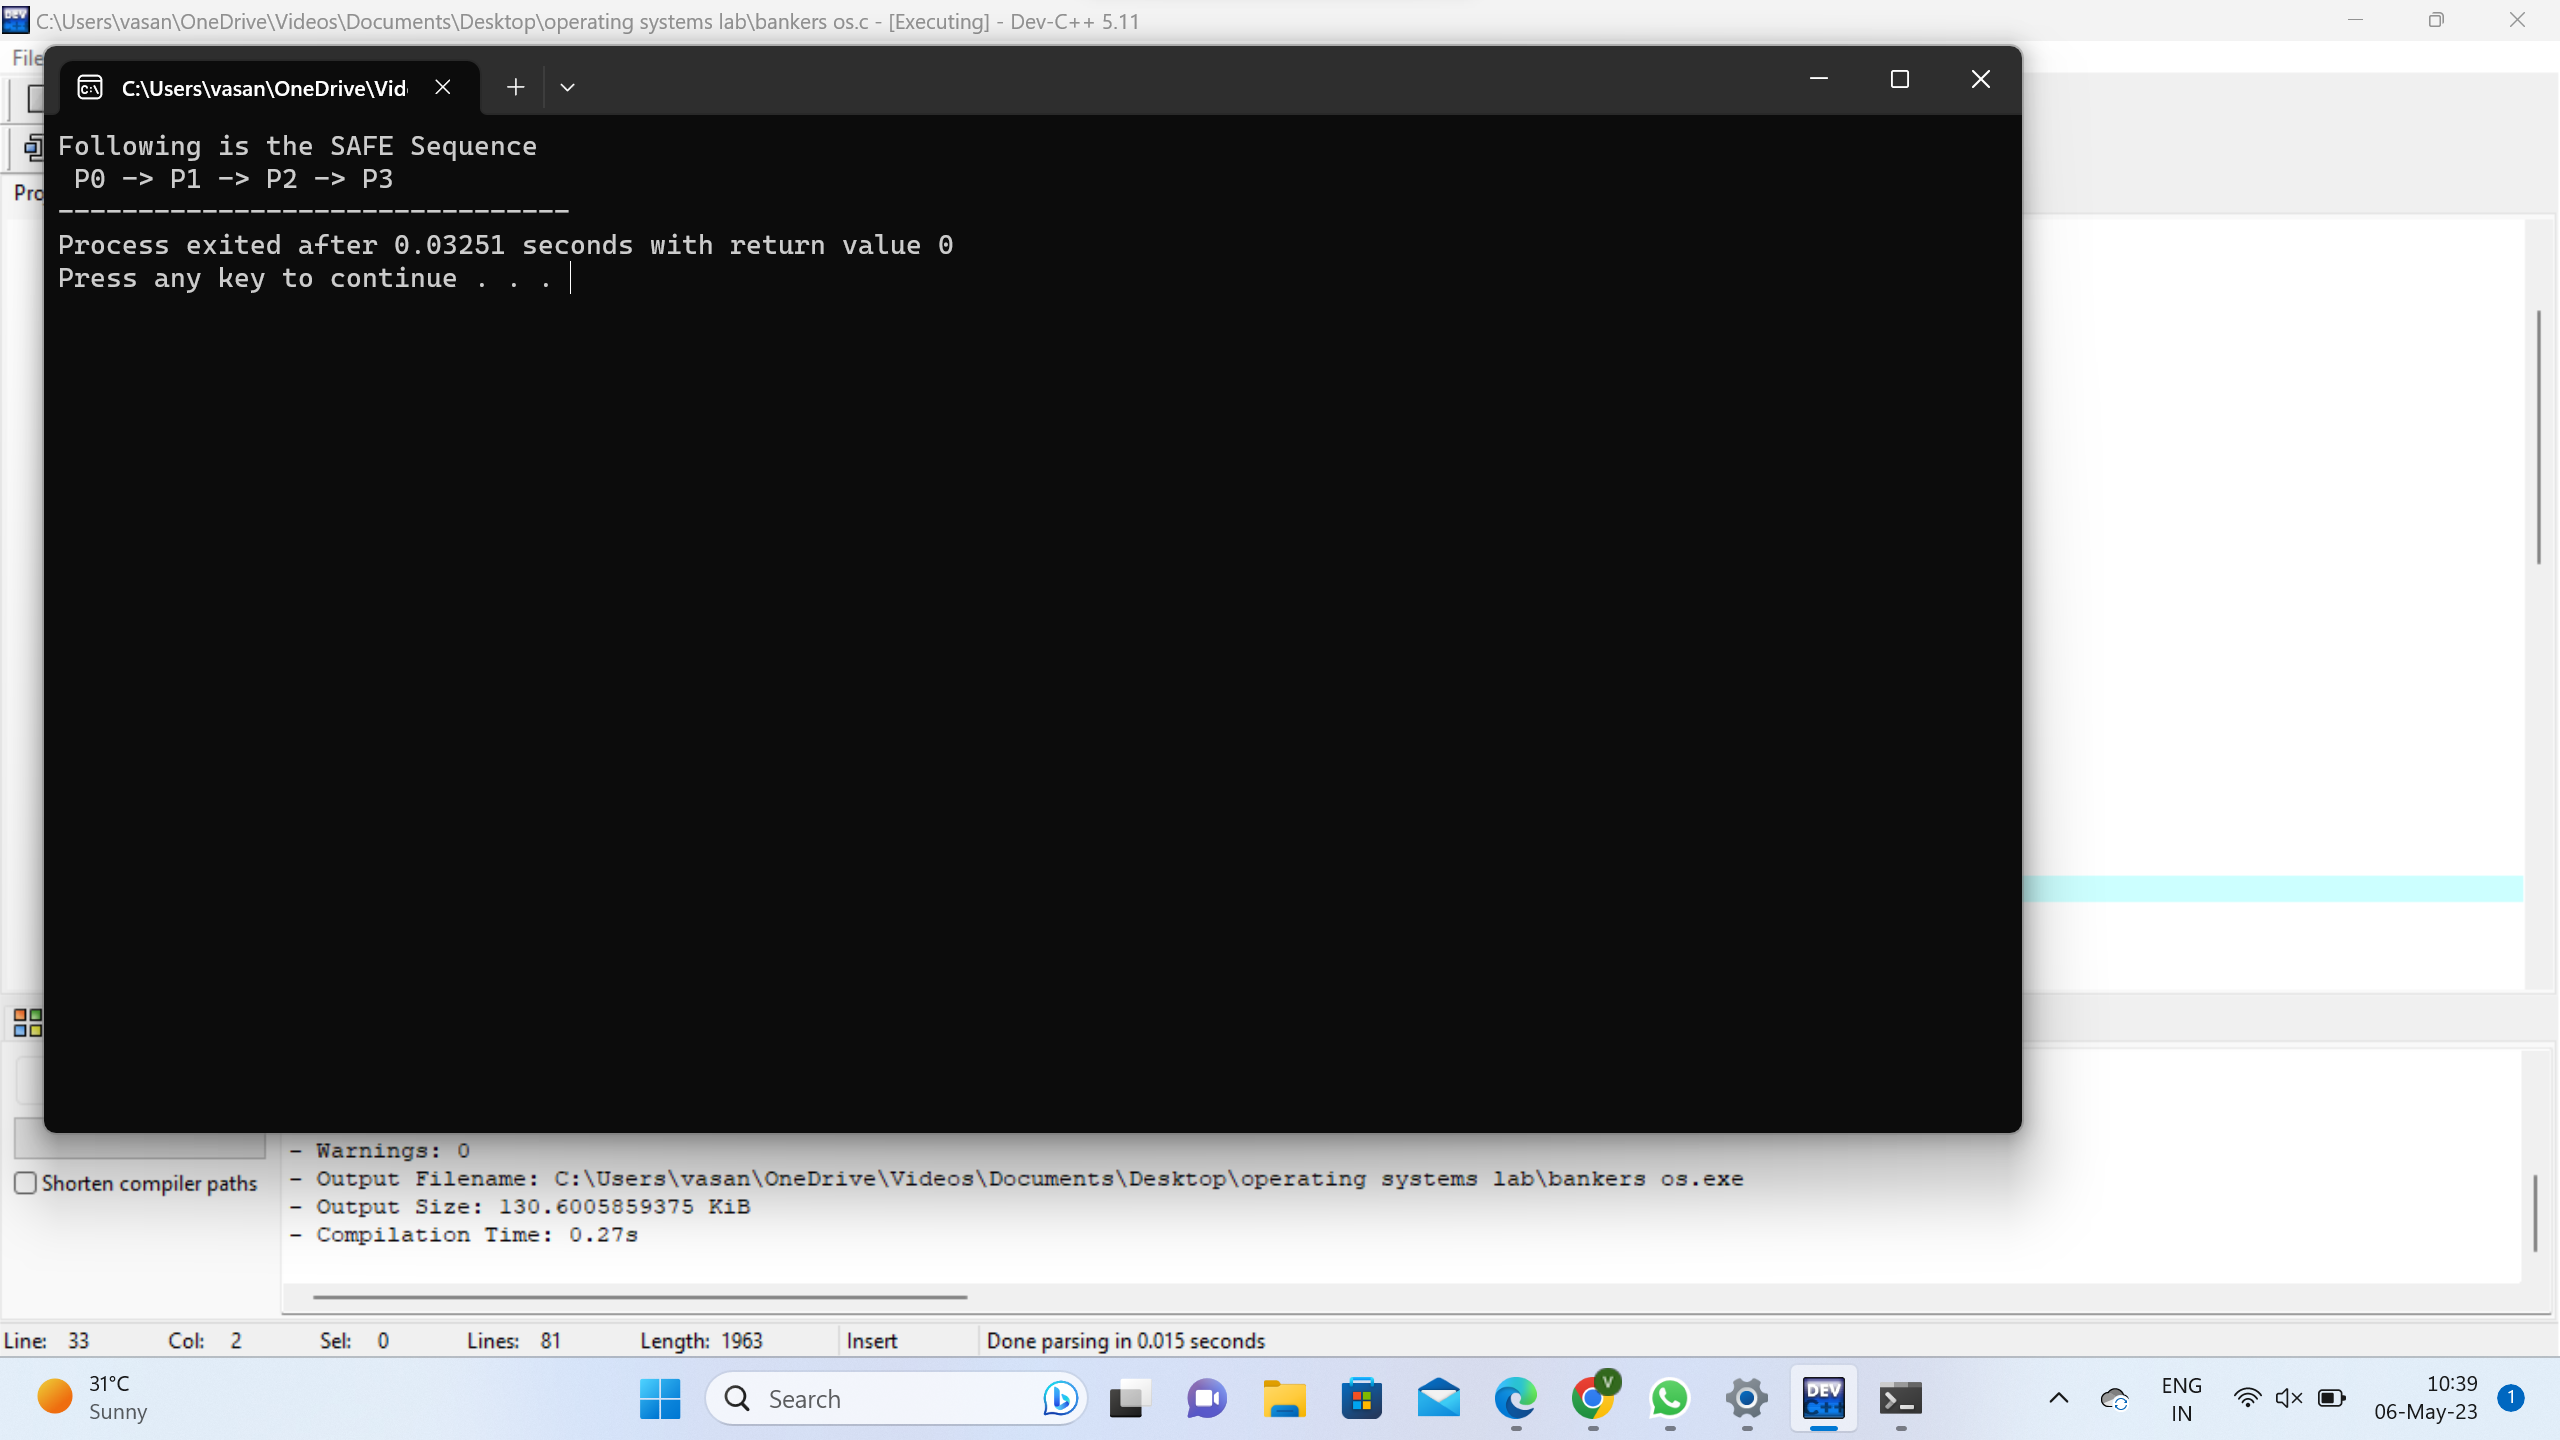 C:\Users\vasan\OneDrive\Videos\Documents\Desktop\operating systems lab\bankers os.c - [Executing] - Dev-C++ 5.11
File
C:\Users\vasan\OneDrive\Vid
Following is the SAFE Sequence
P0 -> P1 -> P2 -> P3
--------------------------------
Process exited after 0.03251 seconds with return value 0
Press any key to continue . . .
Pro
- Warnings: 0
- Output Filename: C:\Users\vasan\OneDrive\Videos\Documents\Desktop\operating systems lab\bankers os.exe
- Output Size: 130.6005859375 KiB
- Compilation Time: 0.27s
Shorten compiler paths
Line: 33 Col: 2 Sel: 0 Lines: 81 Length: 1963 Insert Done parsing in 0.015 seconds
31°C
Sunny
Search
V
DEV
C++
ENG
IN
10:39
06-May-23
1